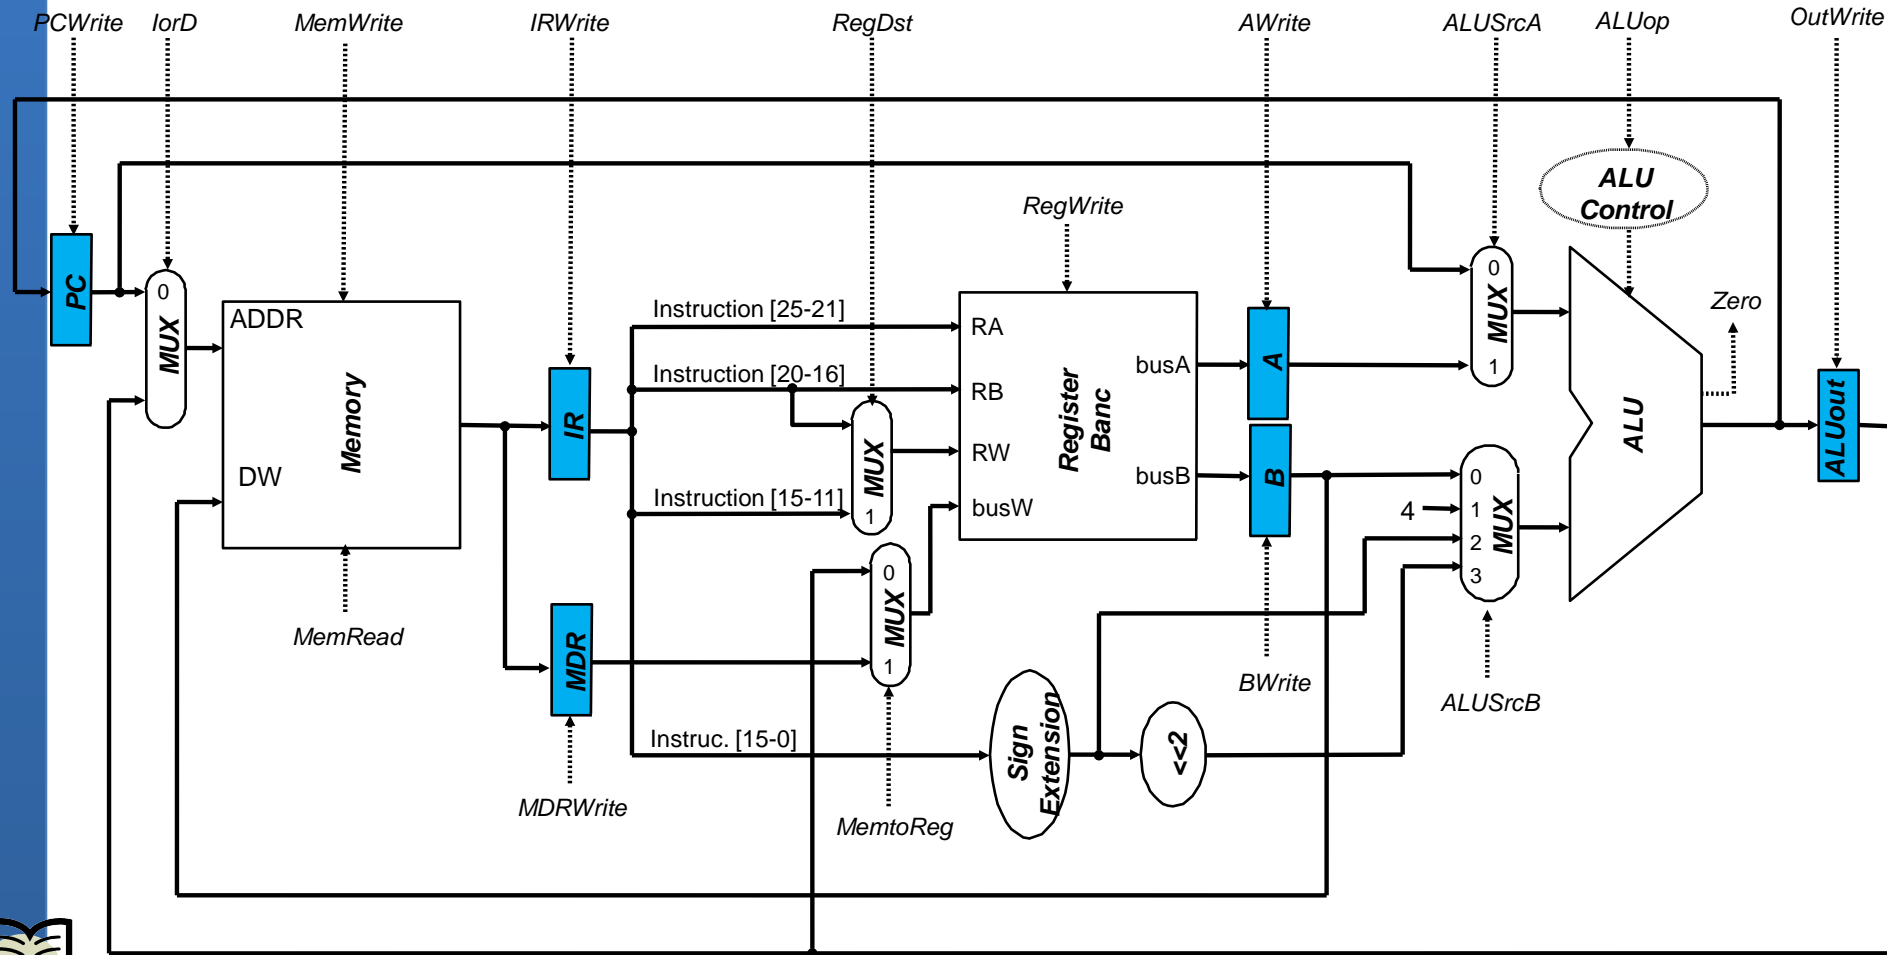 PCWrite IorD MemWrite IRWrite RegDst AWrite ALUSrcA ALUop OutWrite
ALU
Control
RegWrite
PC
0
MUX
ADDR
DW
Memory
IR
Instruction [25-21]
Instruction [20-16]
Instruction [15-11]
0
MUX
1
MUX
1
RA
RB
RW
busW
Register
Banc
busA
busB
A
B
0
MUX
1
0
4
1
2
3
MUX
ALU
Zero
ALUout
MemRead
MDR
MDRWrite
0
MUX
1
MemtoReg
Instruc. [15-0]
Sign
Extension
<<2
BWrite
ALUSrcB